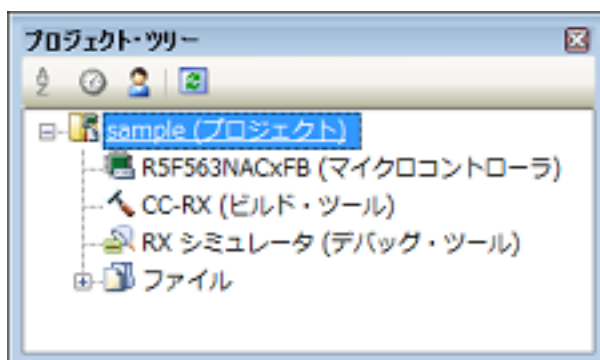 プロジェクト・ツリー
sample (プロジェクト)
R5F563NACxFB (マイクロコントローラ)
CC-RX (ビルド・ツール)
RX シミュレータ (デバッグ・ツール)
ファイル